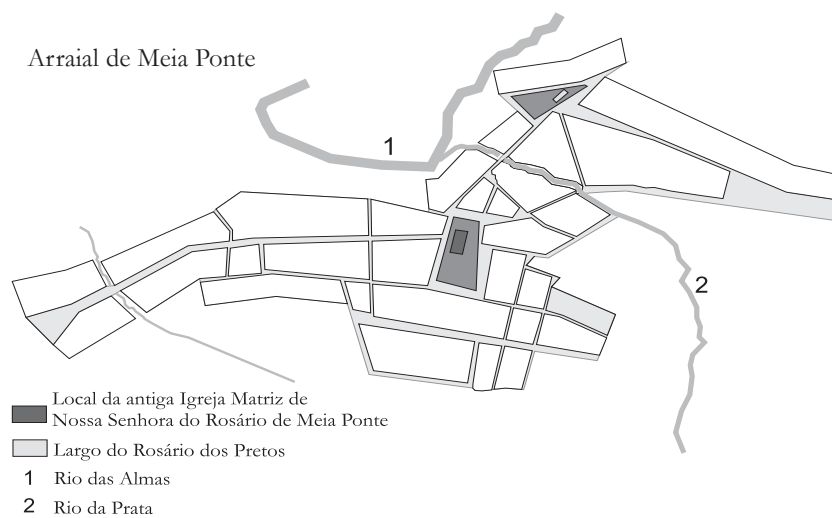 Arraial de Meia Ponte
1
2
Local da antiga Igreja Matriz de
Nossa Senhora do Rosário de Meia Ponte
Largo do Rosário dos Pretos
1 Rio das Almas
2 Rio da Prata